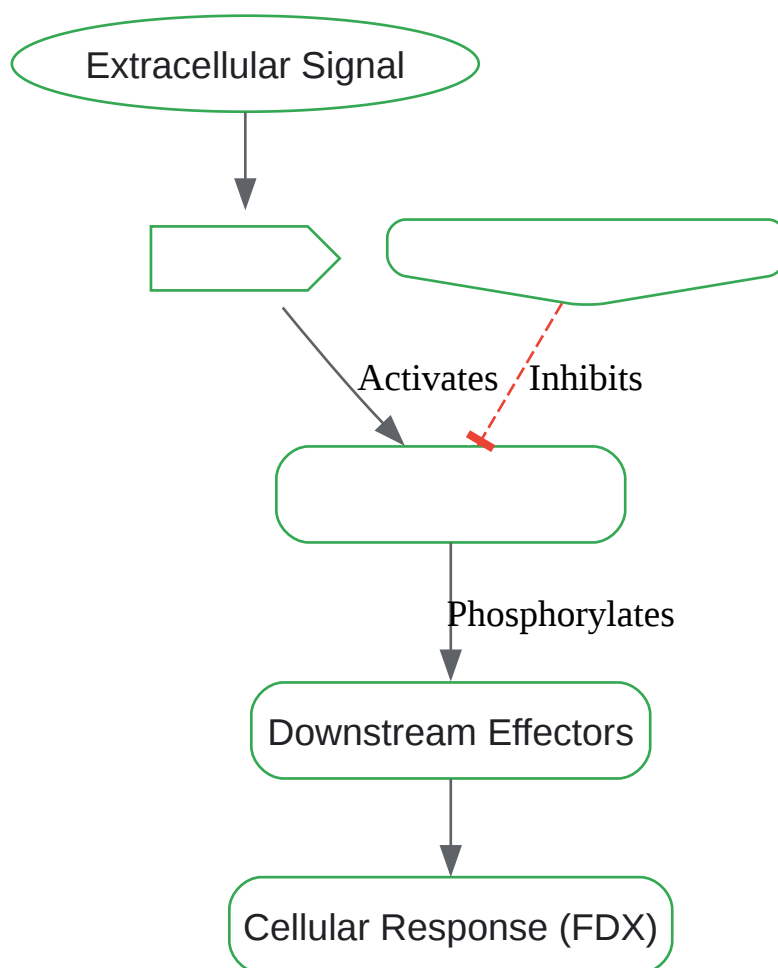 Extracellular Signal
Activates
Inhibits
Phosphorylates
Downstream Effectors
Cellular Response (FDX)